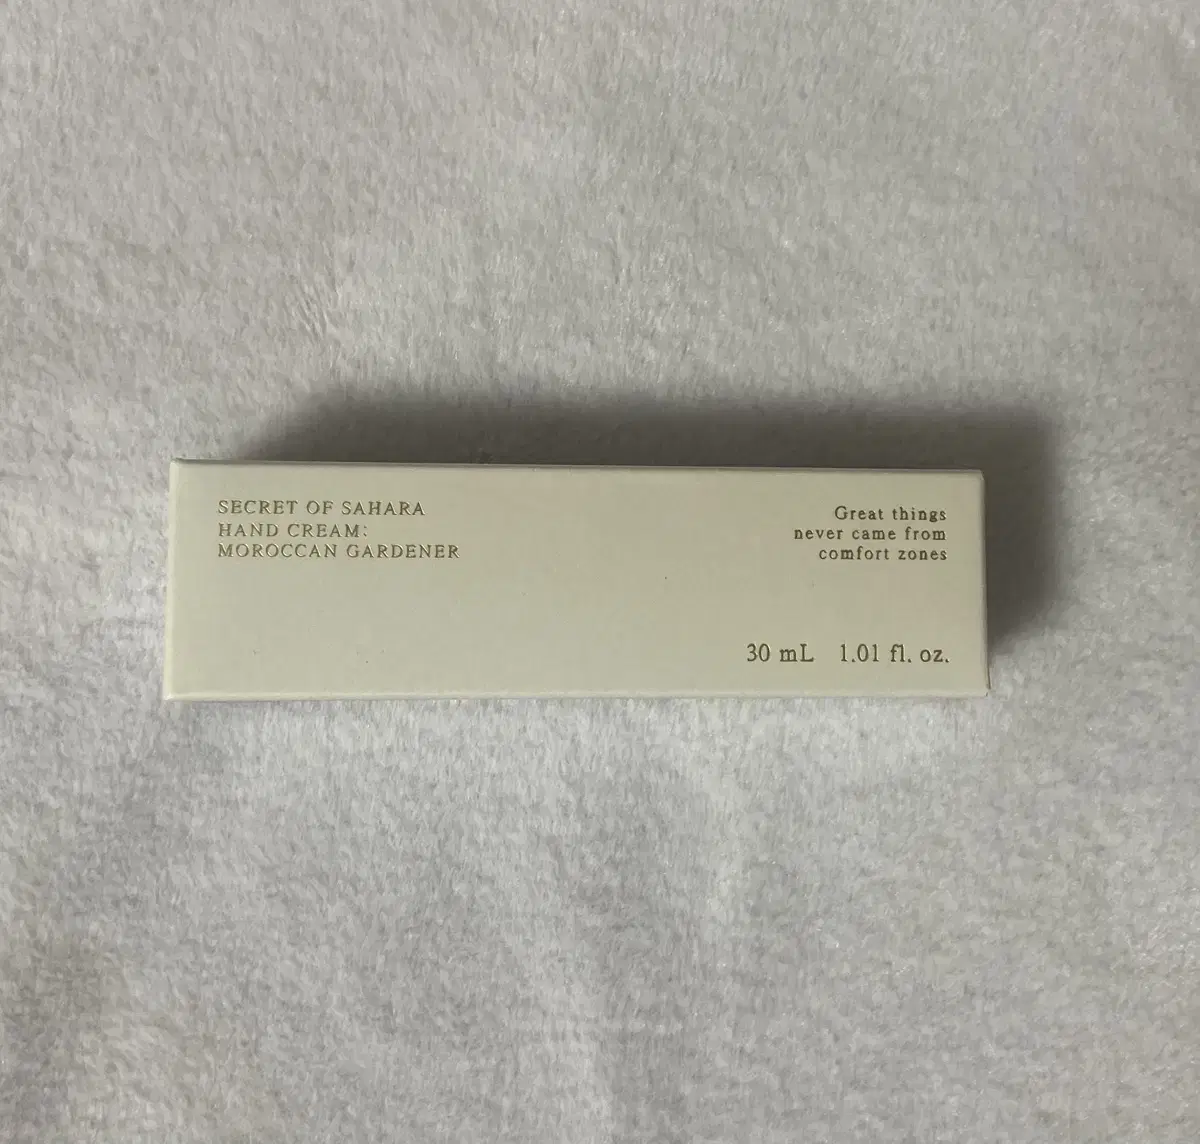 SECRET OF SAHARA
HAND CREAM:
MOROCCAN GARDENER
Great things
never came from
comfort zones
30 mL 1.01 fl. oz.